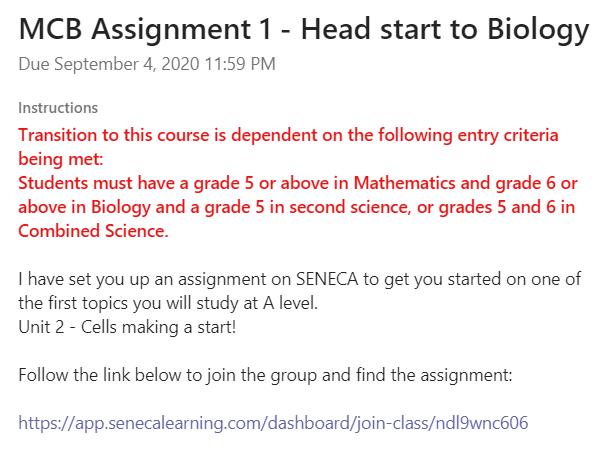 MCB Assignment 1 - Head start to Biology
Due September 4, 2020 11:59 PM
Instructions
Transition to this course is dependent on the following entry criteria
being met:
Students must have a grade 5 or above in Mathematics and grade 6 or
above in Biology and a grade 5 in second science, or grades 5 and 6 in
Combined Science.
I have set you up an assignment on SENECA to get you started on one of
the first topics you will study at A level.
Unit 2 - Cells making a start!
Follow the link below to join the group and find the assignment:
https://app.senecalearning.com/dashboard/join-class/ndl9wnc606